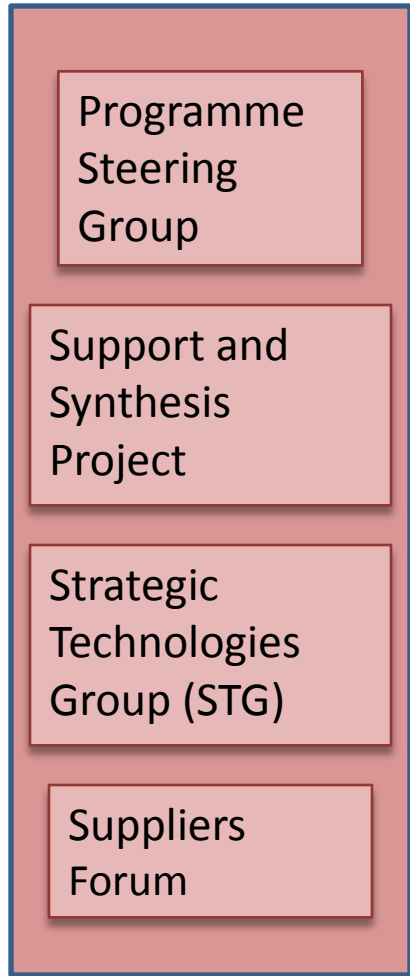 Programme
Steering
Group
Support and
Synthesis
Project
Strategic
Technologies
Group (STG)
Suppliers
Forum